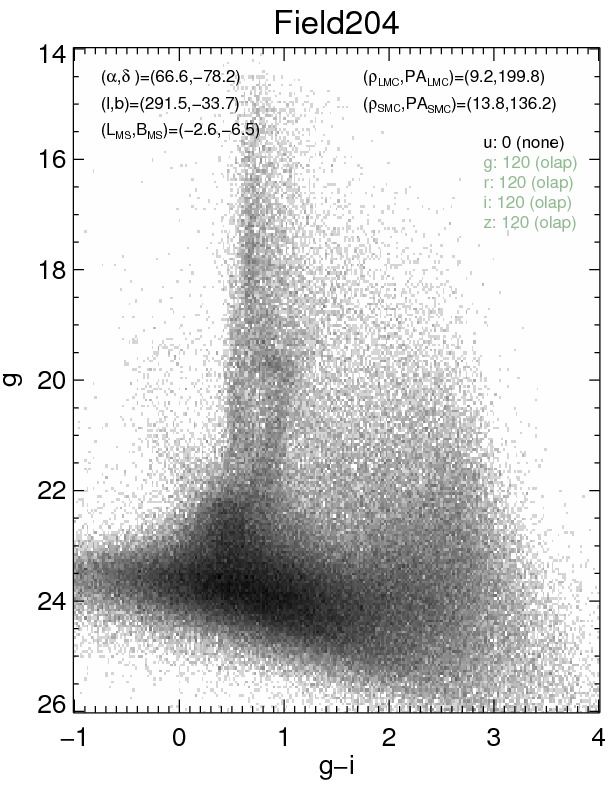 Field204
(α,δ )=(66.6,−78.2)
(ρLMC,PALMC)=(9.2,199.8)
(l,b)=(291.5,−33.7)
(ρSMC,PASMC)=(13.8,136.2)
(LMS,BMS)=(−2.6,−6.5)
u: 0 (none)
g: 120 (olap)
r: 120 (olap)
i: 120 (olap)
z: 120 (olap)
14
16
18
20
22
24
26
g
−1 0 1 2 3 4
g−i